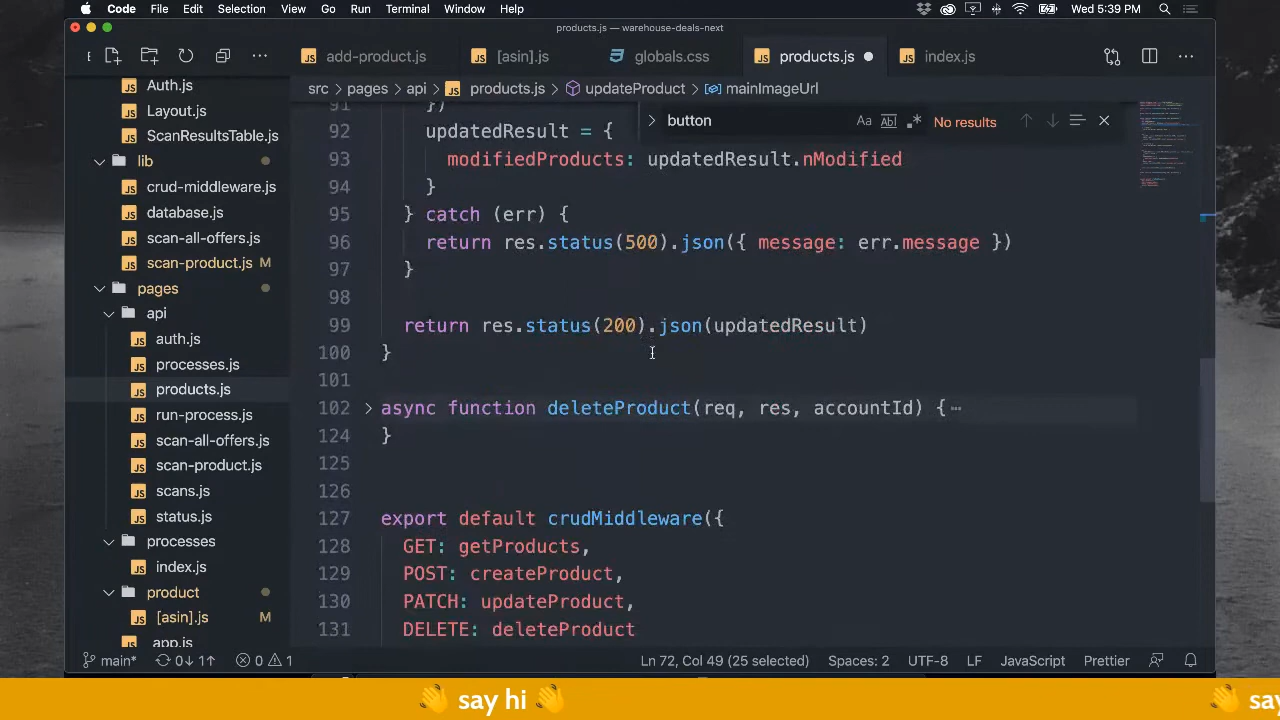 Code File Edit Selection View Go Run Terminal Window Help Wed 5:39 PM
products.js — warehouse-deals-next
add-product.js [asin].js globals.css products.js index.js
src > pages > api > products.js > updateProduct > mainImageUrl
button Aa ab .* No results
Auth.js
Layout.js
ScanResultsTable.js
lib
crud-middleware.js
database.js
scan-all-offers.js
scan-product.js M
pages
api
auth.js
processes.js
products.js
run-process.js
scan-all-offers.js
scan-product.js
scans.js
status.js
processes
index.js
product
[asin].js M
app.js
91 })
92 updatedResult = {
93 modifiedProducts: updatedResult.nModified
94 }
95 } catch (err) {
96 return res.status(500).json({ message: err.message })
97 }
98
99 return res.status(200).json(updatedResult)
100 }
101
102 async function deleteProduct(req, res, accountId) {
124 }
125
126
127 export default crudMiddleware({
128 GET: getProducts,
129 POST: createProduct,
130 PATCH: updateProduct,
131 DELETE: deleteProduct
main* 0↓ 1↑ 0 1 Ln 72, Col 49 (25 selected) Spaces: 2 UTF-8 LF JavaScript Prettier
👋 say hi 👋 👋 say